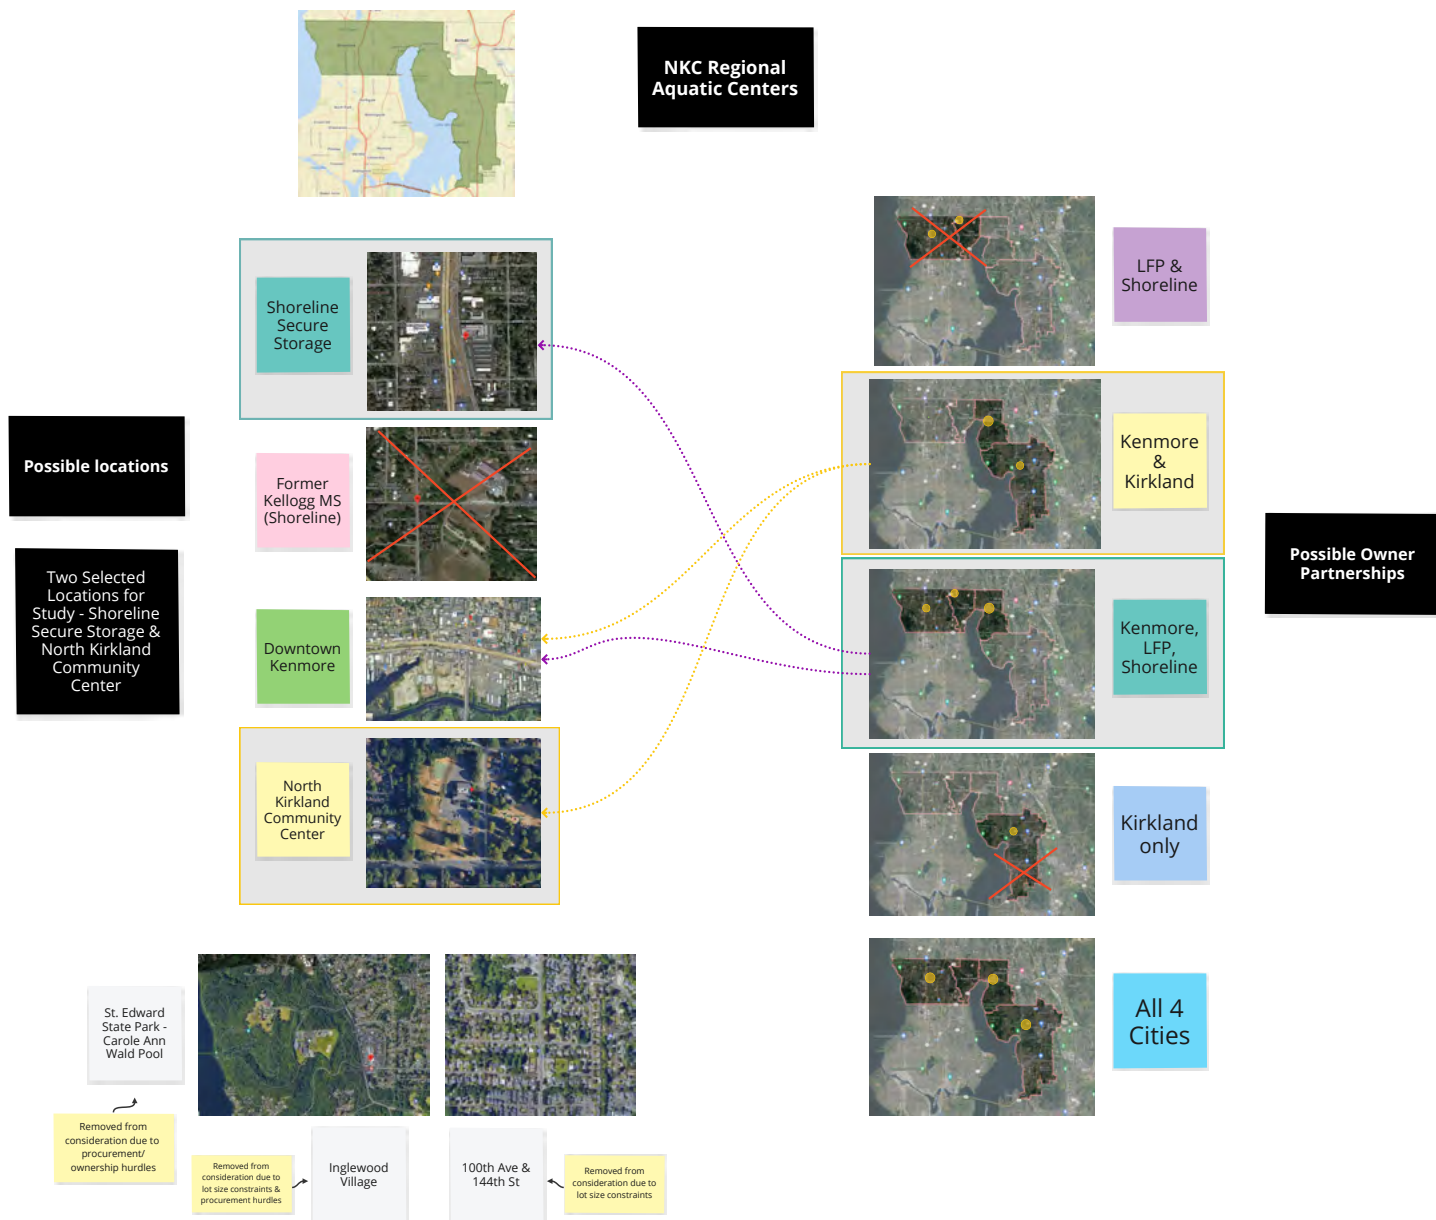 NKC Regional
Aquatic Centers
Possible locations
Two Selected
Locations for
Study - Shoreline
Secure Storage &
North Kirkland
Community
Center
Shoreline
Secure
Storage
Former
Kellogg MS
(Shoreline)
Downtown
Kenmore
North
Kirkland
Community
Center
LFP &
Shoreline
Kenmore
&
Kirkland
Kenmore,
LFP,
Shoreline
Kirkland
only
All 4
Cities
Possible Owner
Partnerships
St. Edward
State Park -
Carole Ann
Wald Pool
Removed from
consideration due to
procurement/
ownership hurdles
Removed from
consideration due to
lot size constraints &
procurement hurdles
Inglewood
Village
100th Ave &
144th St
Removed from
consideration due to
lot size constraints